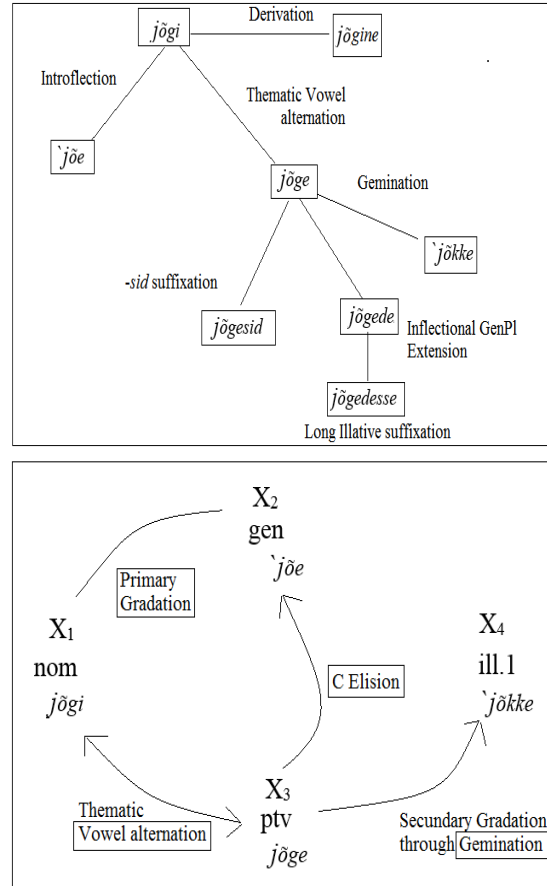 Derivation
jõgi
jõgine
Introflection
Thematic Vowel
alternation
`jõe
jõge
Gemination
`jõkke
-sid suffixation
jõgesid
jõgede
Inflectional GenPl
Extension
jõgedesse
Long Illative suffixation
X2
gen
`jõe
Primary
Gradation
X1
nom
jõgi
X4
ill.1
`jõkke
C Elision
Thematic
Vowel alternation
X3
ptv
jõge
Secundary Gradation
through Gemination